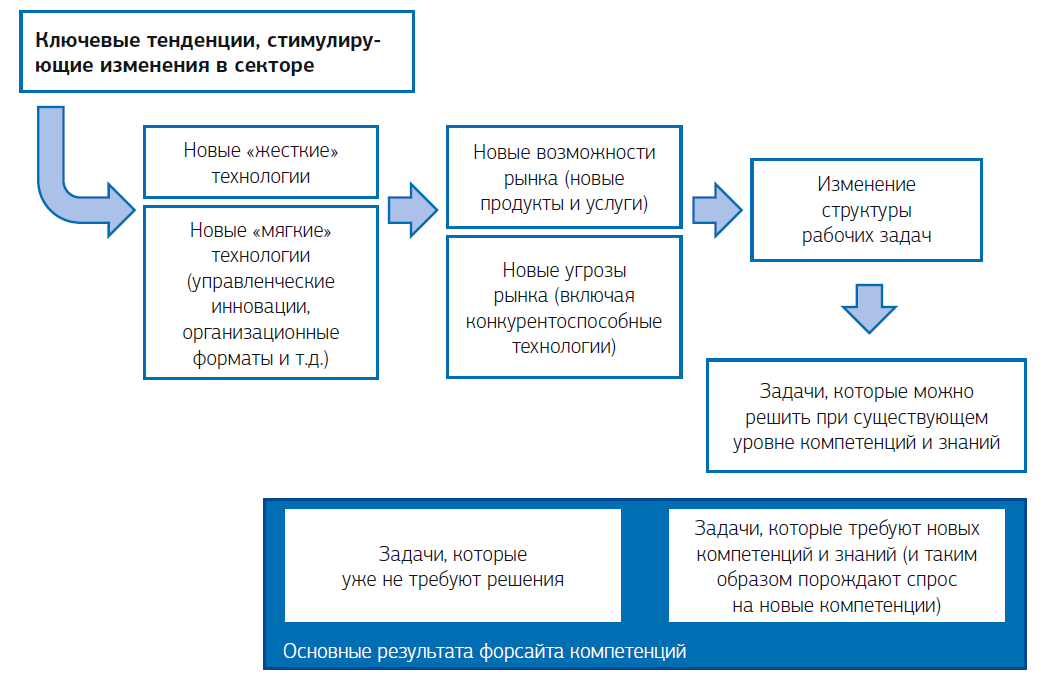 Ключевые тенденции, стимулиру-
ющие изменения в секторе
Новые «жесткие»
технологии
Новые «мягкие»
технологии
(управленческие
инновации,
организационные
форматы и т.д.)
Новые возможности
рынка (новые
продукты и услуги)
Новые угрозы
рынка (включая
конкурентоспособные
технологии)
Изменение
структуры
рабочих задач
Задачи, которые можно
решить при существующем
уровне компетенций и знаний
Задачи, которые
уже не требуют решения
Задачи, которые требуют новых
компетенций и знаний (и таким
образом порождают спрос
на новые компетенции)
Основные результата форсайта компетенций